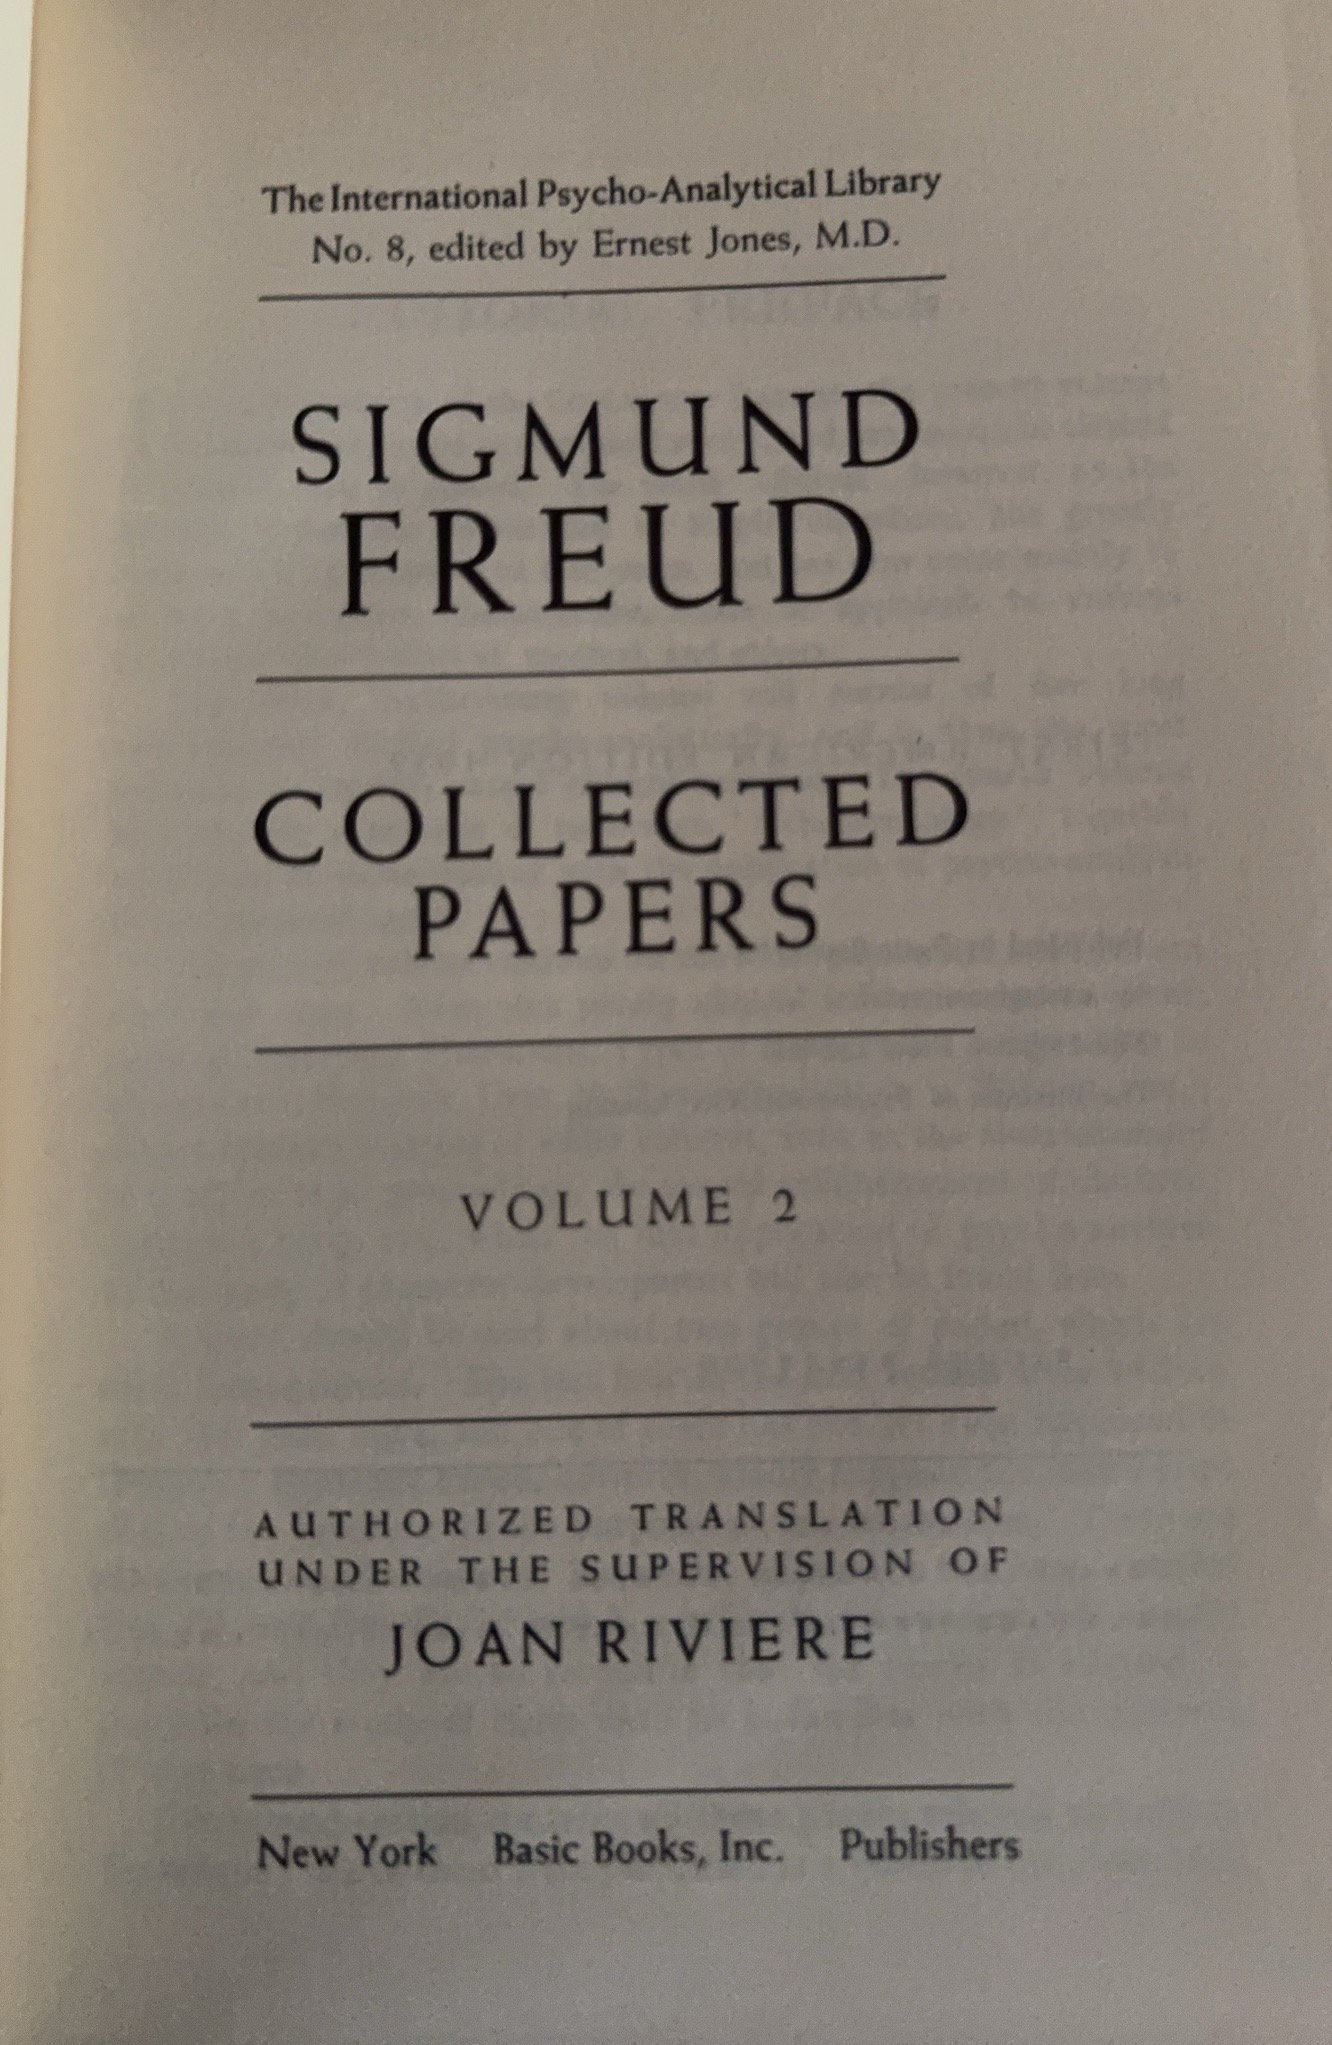 The International Psycho-Analytical Library
No. 8, edited by Ernest Jones, M.D.
SIGMUND
FREUD
COLLECTED
PAPERS
VOLUME 2
AUTHORIZED TRANSLATION
UNDER THE SUPERVISION OF
JOAN RIVIERE
New York Basic Books, Inc. Publishers